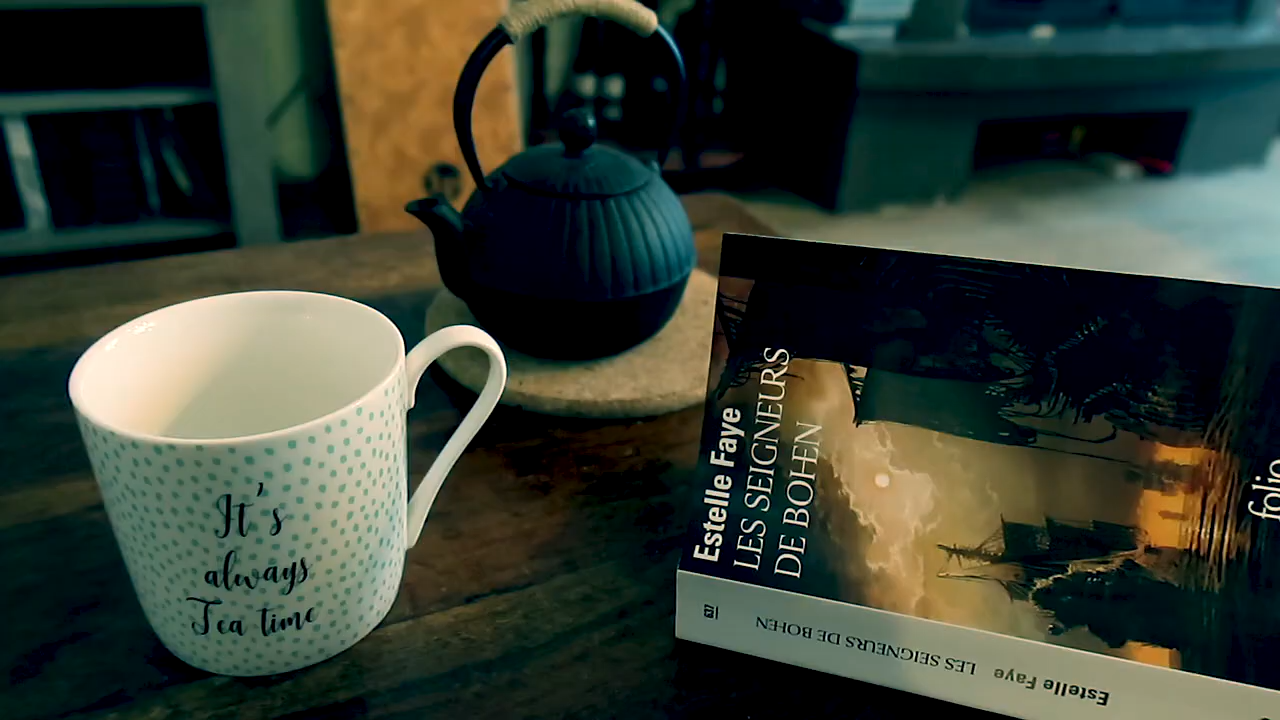 It's
always
Tea time
Estelle Faye
LES SEIGNEURS
DE BOHEN
folio
Estelle Faye LES SEIGNEURS DE BOHEN